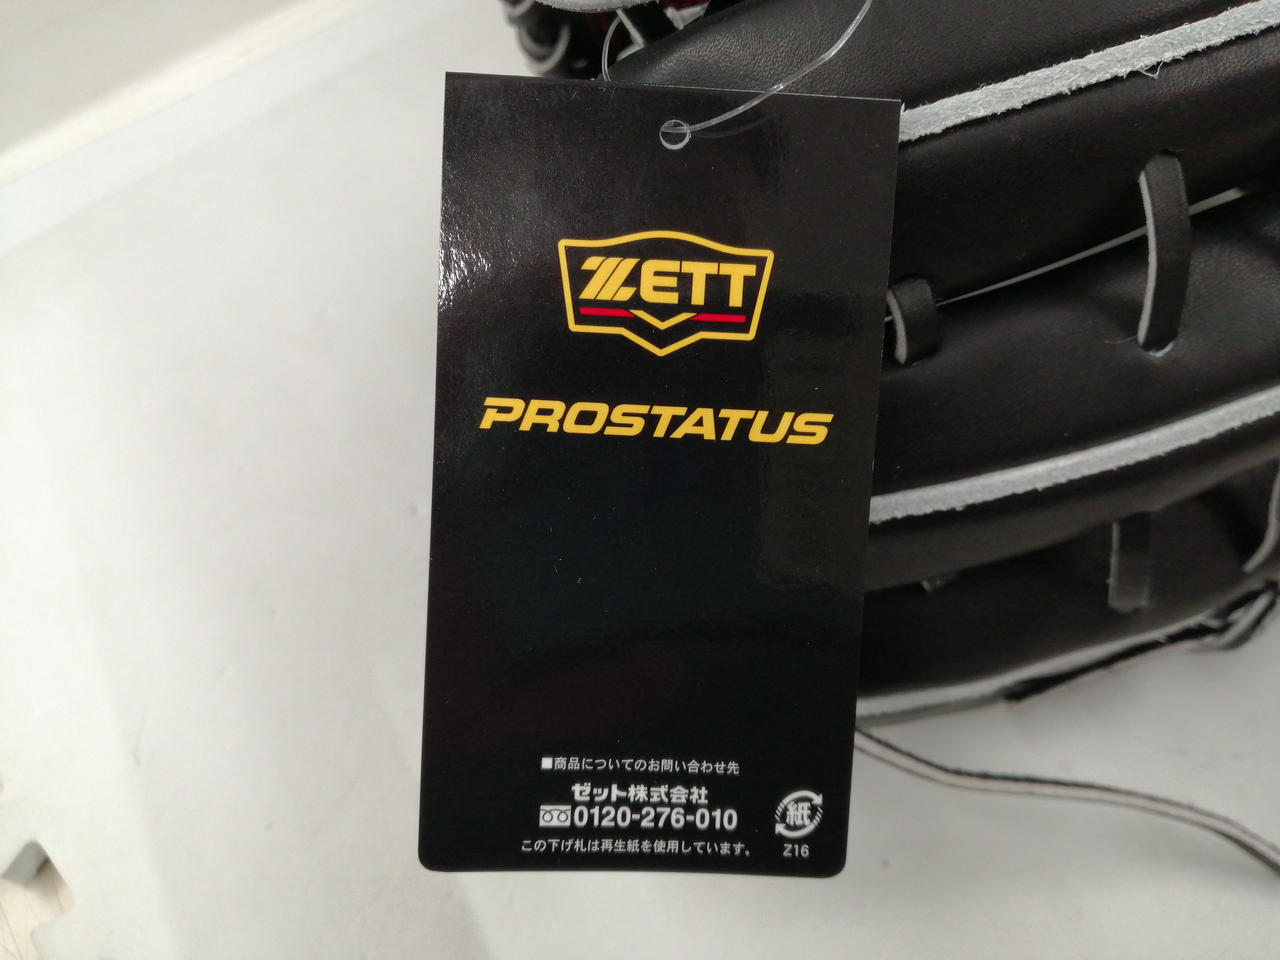 ZETT
PROSTATUS
■商品についてのお問い合わせ先
ゼット株式会社
0120-276-010
紙
この下げ札は再生紙を使用しています。
Z16